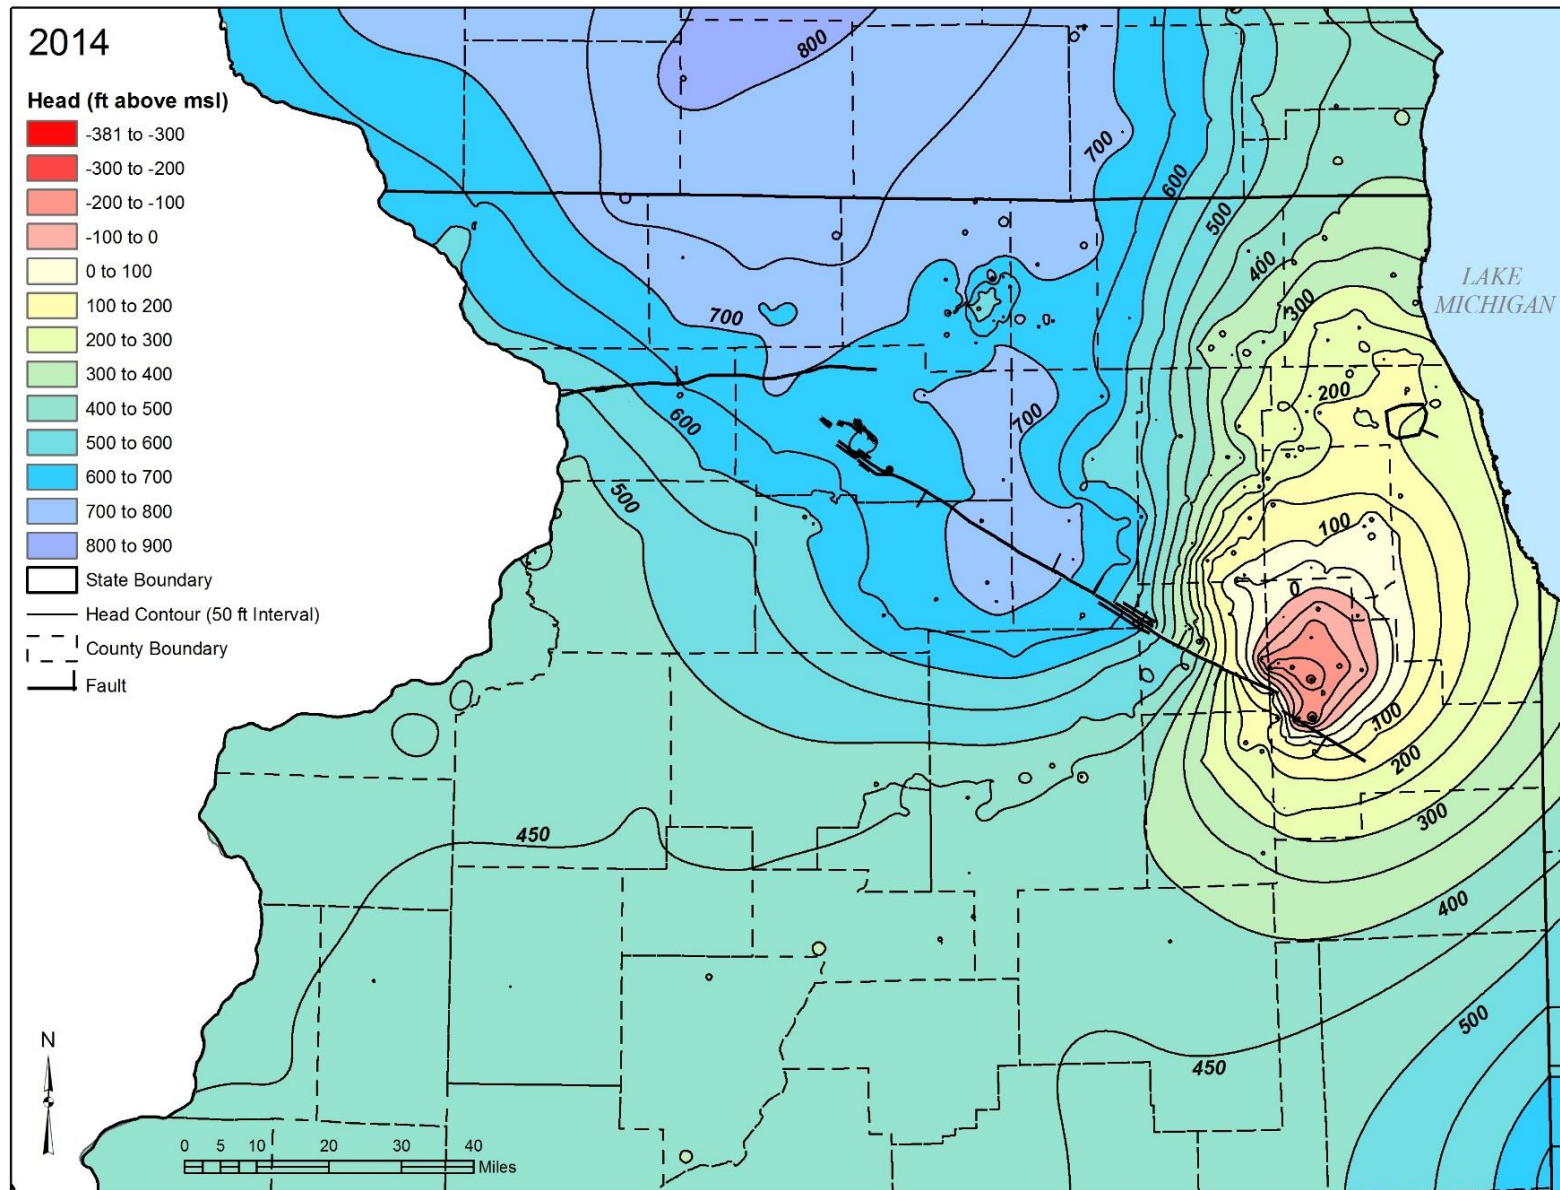 2014
Head (ft above msl)
-381 to -300
-300 to -200
-200 to -100
-100 to 0
0 to 100
100 to 200
200 to 300
300 to 400
400 to 500
500 to 600
600 to 700
700 to 800
800 to 900
State Boundary
Head Contour (50 ft Interval)
County Boundary
Fault
800
700
600
500
400
300
LAKE
MICHIGAN
700
200
700
600
500
100
0
100
200
300
450
400
500
450
N
0 5 10 20 30 40
Miles